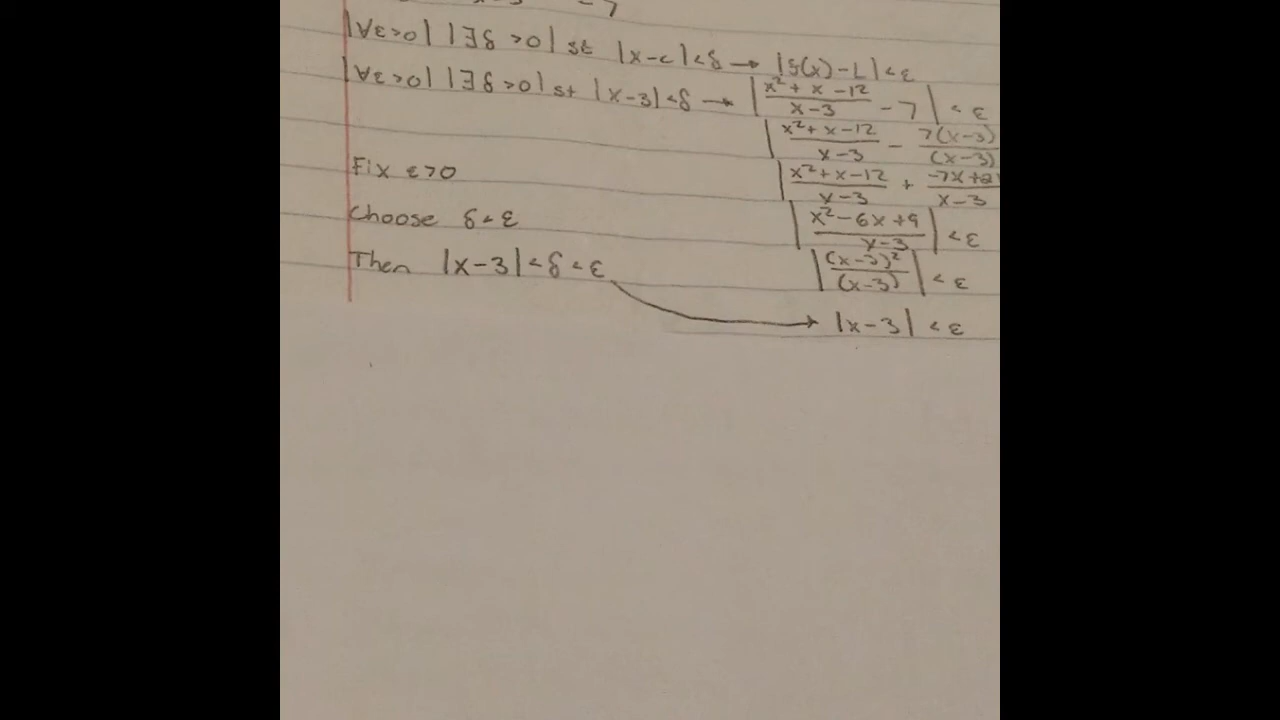 |∀ε>0| |∃δ>0| st |x-c|<δ → |f(x)-L|<ε
|∀ε>0| |∃δ>0| st |x-3|<δ → |(x²+x-12)/(x-3) - 7| < ε
|(x²+x-12)/(x-3) - 7(x-3)/(x-3)
Fix ε>0
|(x²+x-12)/(x-3) + (-7x+2)/(x-3)
Choose δ<ε
|(x²-6x+9)/(x-3)| <ε
Then |x-3|<δ<ε
|(x-3)²/(x-3)| <ε
→ |x-3| <ε